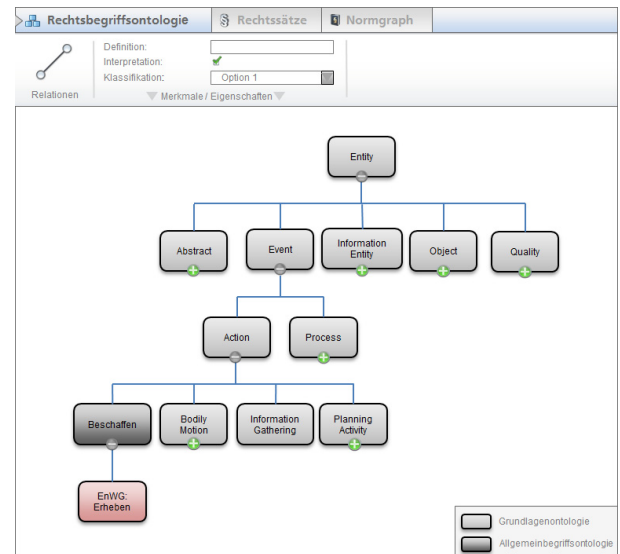 Rechtsbegriffsontologie
Rechtssätze
Normgraph
Definition:
Interpretation:
Klassifikation:
Option 1
Relationen
Merkmale / Eigenschaften
Entity
Abstract
Event
Information
Entity
Object
Quality
Action
Process
Beschaffen
Bodily
Motion
Information
Gathering
Planning
Activity
EnWG:
Erheben
Grundlagenontologie
Allgemeinbegriffsontologie